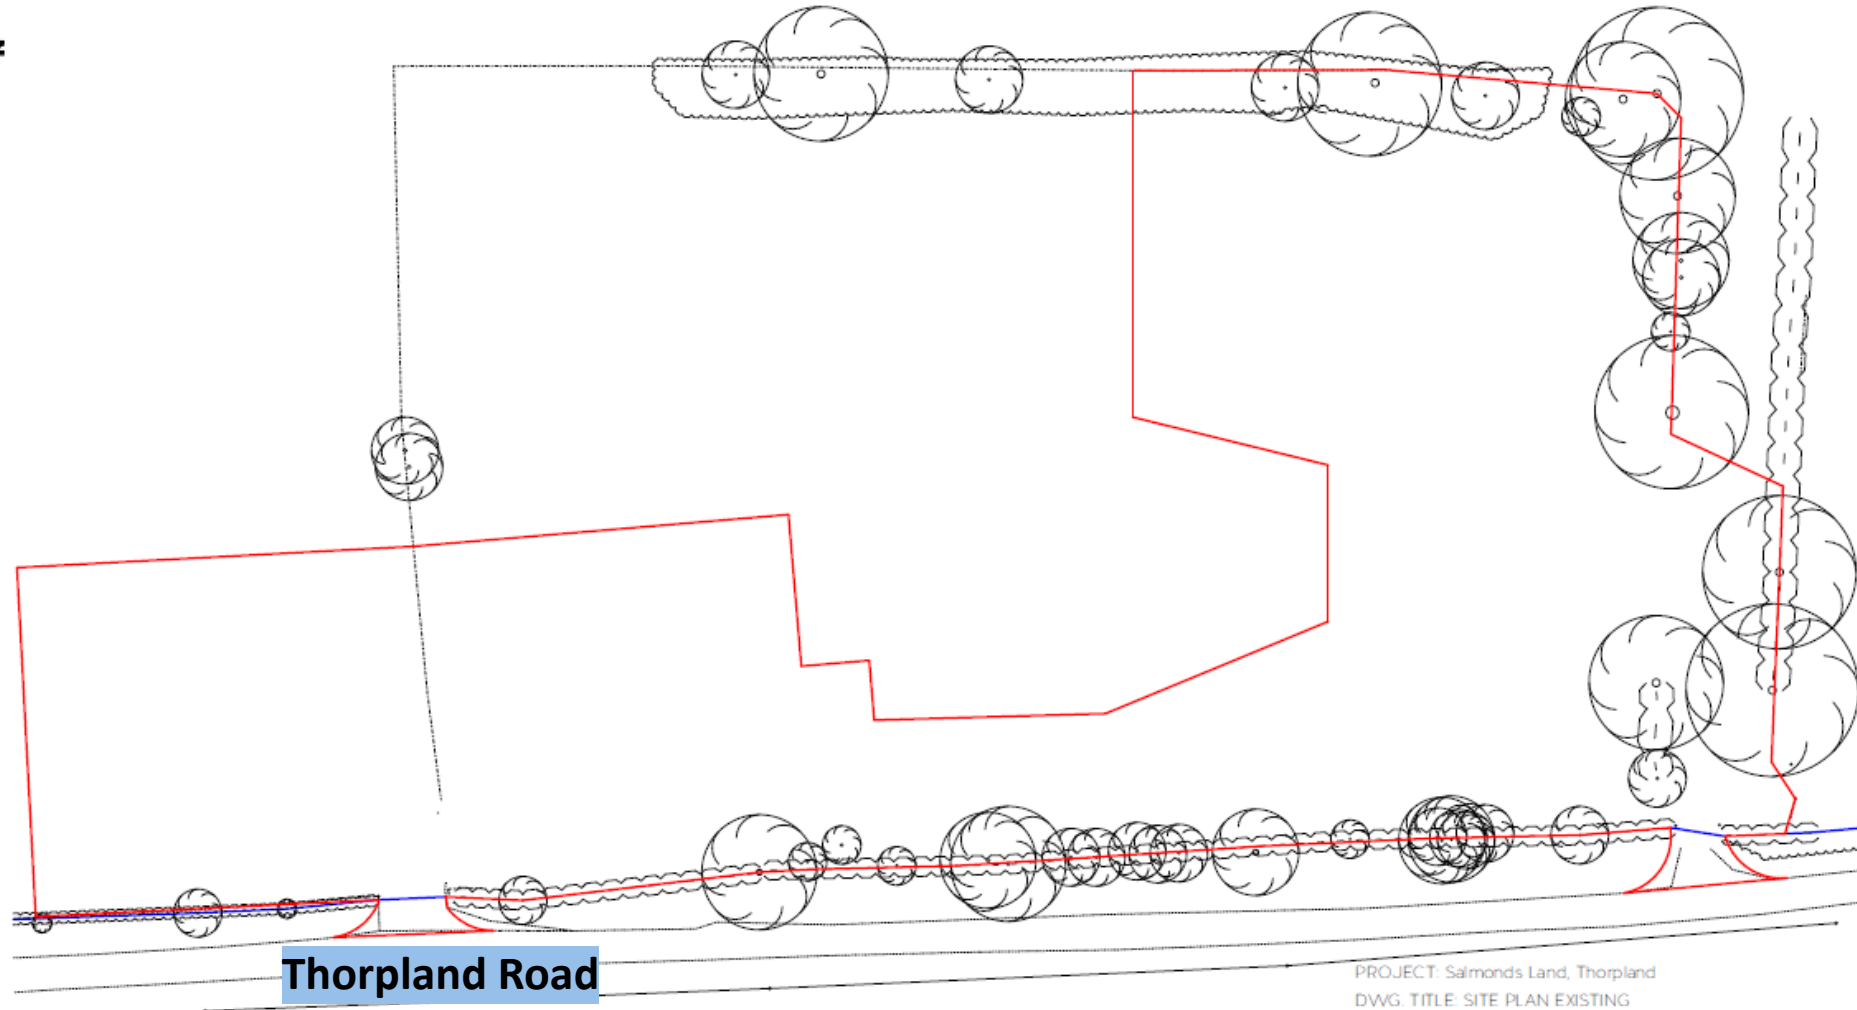 Thorpland Road
PROJECT: Salmonds Land, Thorpland
DWG. TITLE: SITE PLAN EXISTING